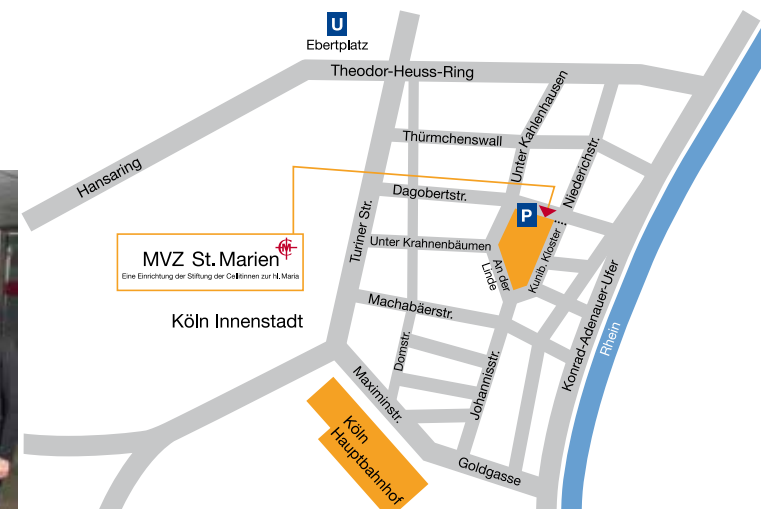 U
Ebertplatz
Theodor-Heuss-Ring
Hansaring
Unter Kahlenhausen
Thürmchenswall
Niederichstr.
Dagobertstr.
P
Turiner Str.
Unter Krahnenbäumen
An der
Linde
Kunib. Kloster
MVZ St. Marien
Eine Einrichtung der Stiftung der Cellitinnen zur hl. Maria
Köln Innenstadt
Machabäerstr.
Konrad-Adenauer-Ufer
Rhein
Domstr.
Johannisstr.
Maximinstr.
Köln
Hauptbahnhof
Goldgasse